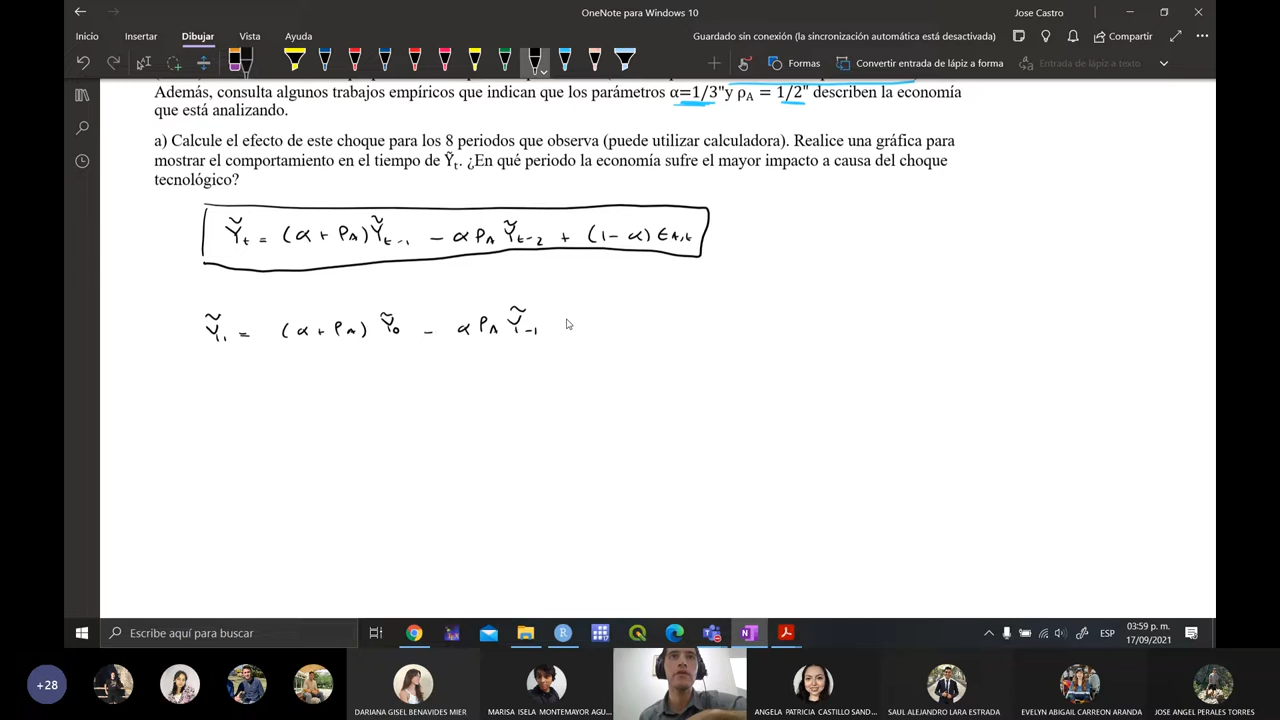 OneNote para Windows 10
Jose Castro
Inicio Insertar Dibujar Vista Ayuda
Guardado sin conexión (la sincronización automática está desactivada)
Compartir
Formas
Convertir entrada de lápiz a forma
Entrada de lápiz a texto
Además, consulta algunos trabajos empíricos que indican que los parámetros α=1/3"y ρA = 1/2" describen la economía
que está analizando.
a) Calcule el efecto de este choque para los 8 periodos que observa (puede utilizar calculadora). Realice una gráfica para
mostrar el comportamiento en el tiempo de Ỹt. ¿En qué periodo la economía sufre el mayor impacto a causa del choque
tecnológico?
Ỹt = (α + ρA) Ỹt-1 - α ρA Ỹt-2 + (1 - α) εA,t
Ỹ1 = (α + ρA) Ỹ0 - α ρA Ỹ-1
Escribe aquí para buscar
ESP
03:59 p. m.
17/09/2021
+28
DARIANA GISEL BENAVIDES MIER
MARISA ISELA MONTEMAYOR AGU...
ANGELA PATRICIA CASTILLO SAND...
SAUL ALEJANDRO LARA ESTRADA
EVELYN ABIGAIL CARREON ARANDA
JOSE ANGEL PERALES TORRES